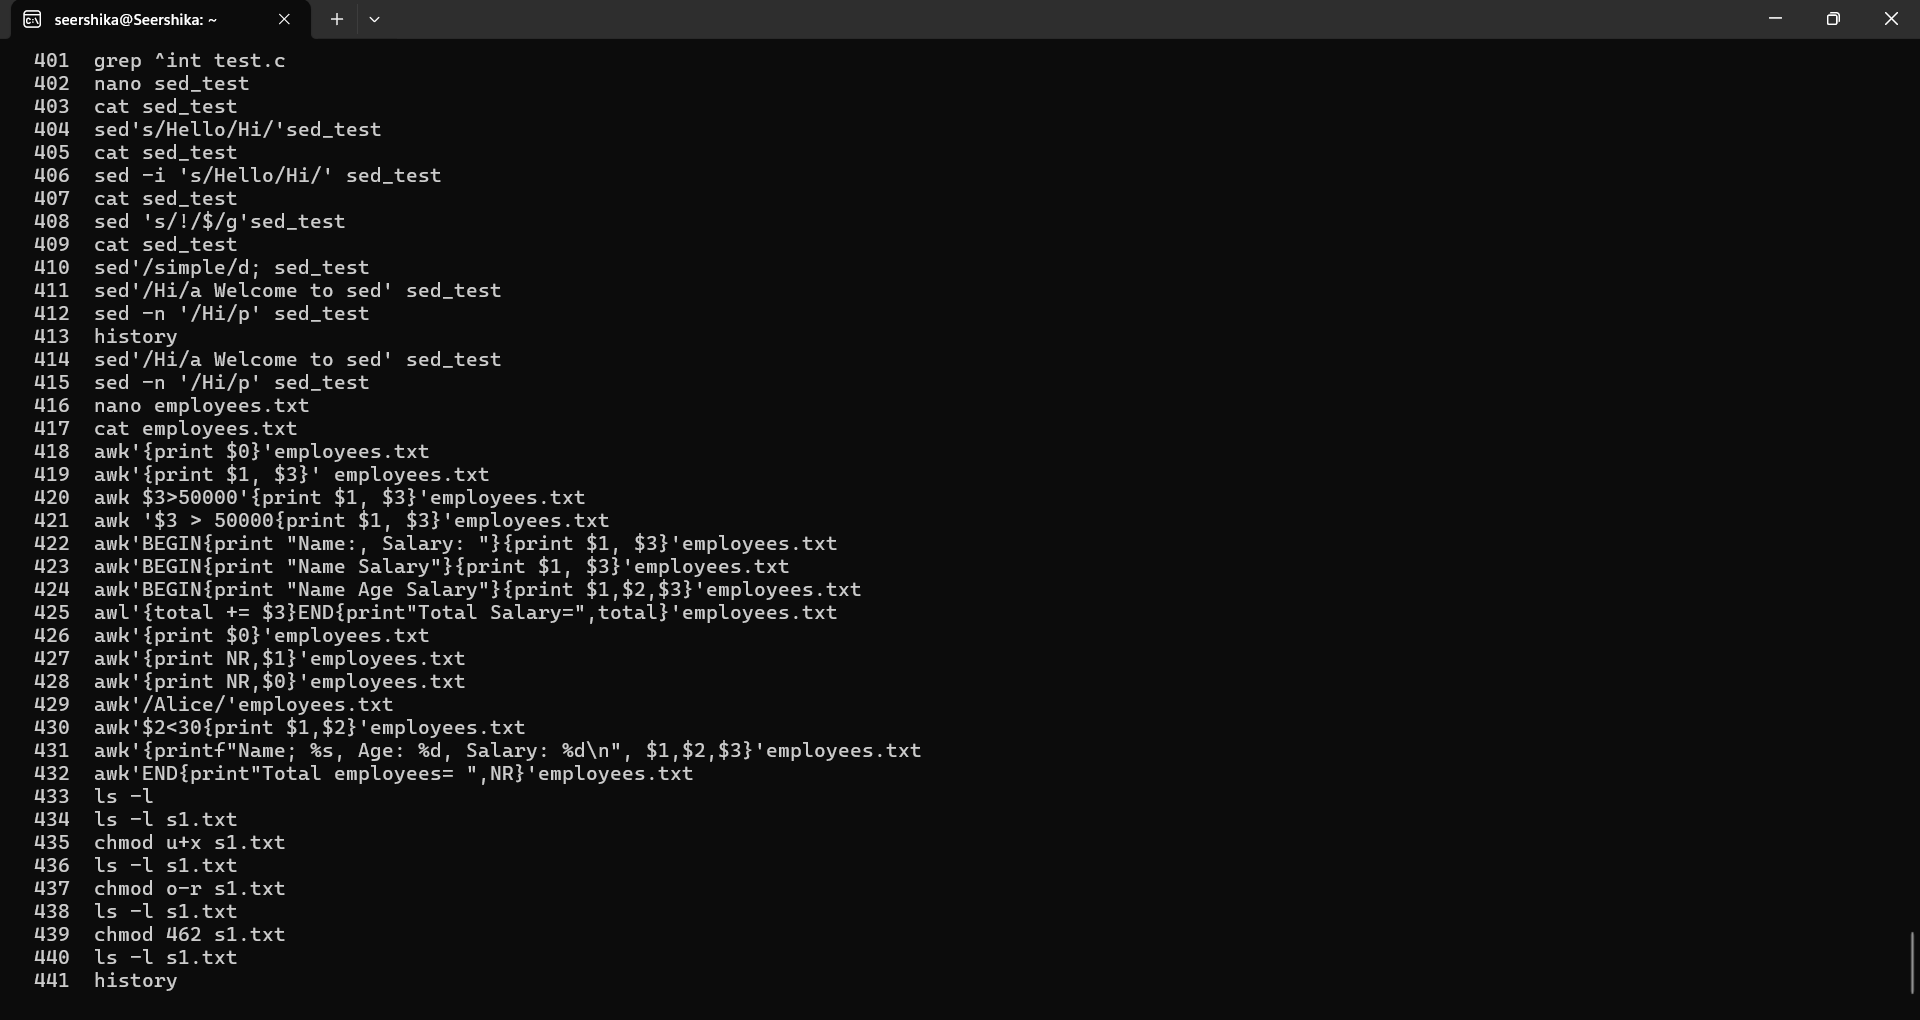 seershika@Seershika: ~
401 grep ^int test.c
402 nano sed_test
403 cat sed_test
404 sed's/Hello/Hi/'sed_test
405 cat sed_test
406 sed -i 's/Hello/Hi/' sed_test
407 cat sed_test
408 sed 's/!/$/g'sed_test
409 cat sed_test
410 sed'/simple/d; sed_test
411 sed'/Hi/a Welcome to sed' sed_test
412 sed -n '/Hi/p' sed_test
413 history
414 sed'/Hi/a Welcome to sed' sed_test
415 sed -n '/Hi/p' sed_test
416 nano employees.txt
417 cat employees.txt
418 awk'{print $0}'employees.txt
419 awk'{print $1, $3}' employees.txt
420 awk $3>50000'{print $1, $3}'employees.txt
421 awk '$3 > 50000{print $1, $3}'employees.txt
422 awk'BEGIN{print "Name:, Salary: "}{print $1, $3}'employees.txt
423 awk'BEGIN{print "Name Salary"}{print $1, $3}'employees.txt
424 awk'BEGIN{print "Name Age Salary"}{print $1,$2,$3}'employees.txt
425 awl'{total += $3}END{print"Total Salary=",total}'employees.txt
426 awk'{print $0}'employees.txt
427 awk'{print NR,$1}'employees.txt
428 awk'{print NR,$0}'employees.txt
429 awk'/Alice/'employees.txt
430 awk'$2<30{print $1,$2}'employees.txt
431 awk'{printf"Name; %s, Age: %d, Salary: %d\n", $1,$2,$3}'employees.txt
432 awk'END{print"Total employees= ",NR}'employees.txt
433 ls -l
434 ls -l s1.txt
435 chmod u+x s1.txt
436 ls -l s1.txt
437 chmod o-r s1.txt
438 ls -l s1.txt
439 chmod 462 s1.txt
440 ls -l s1.txt
441 history